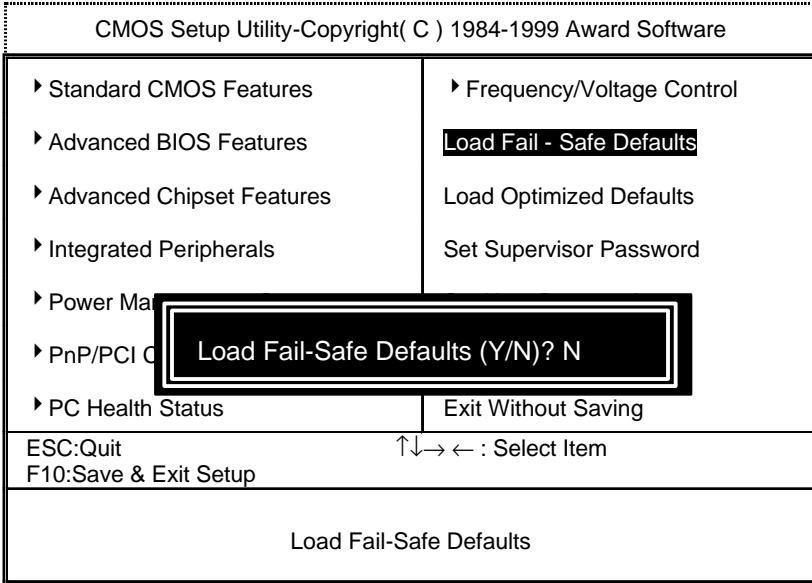 CMOS Setup Utility-Copyright( C ) 1984-1999 Award Software
Standard CMOS Features
Advanced BIOS Features
Advanced Chipset Features
Integrated Peripherals
Power
PnP/PCI
PC Health Status
Frequency/Voltage Control
Load Fail - Safe Defaults
Load Optimized Defaults
Set Supervisor Password
Exit Without Saving
Load Fail-Safe Defaults (Y/N)? N
ESC:Quit ↑↓→ ← : Select Item
F10:Save & Exit Setup
Load Fail-Safe Defaults